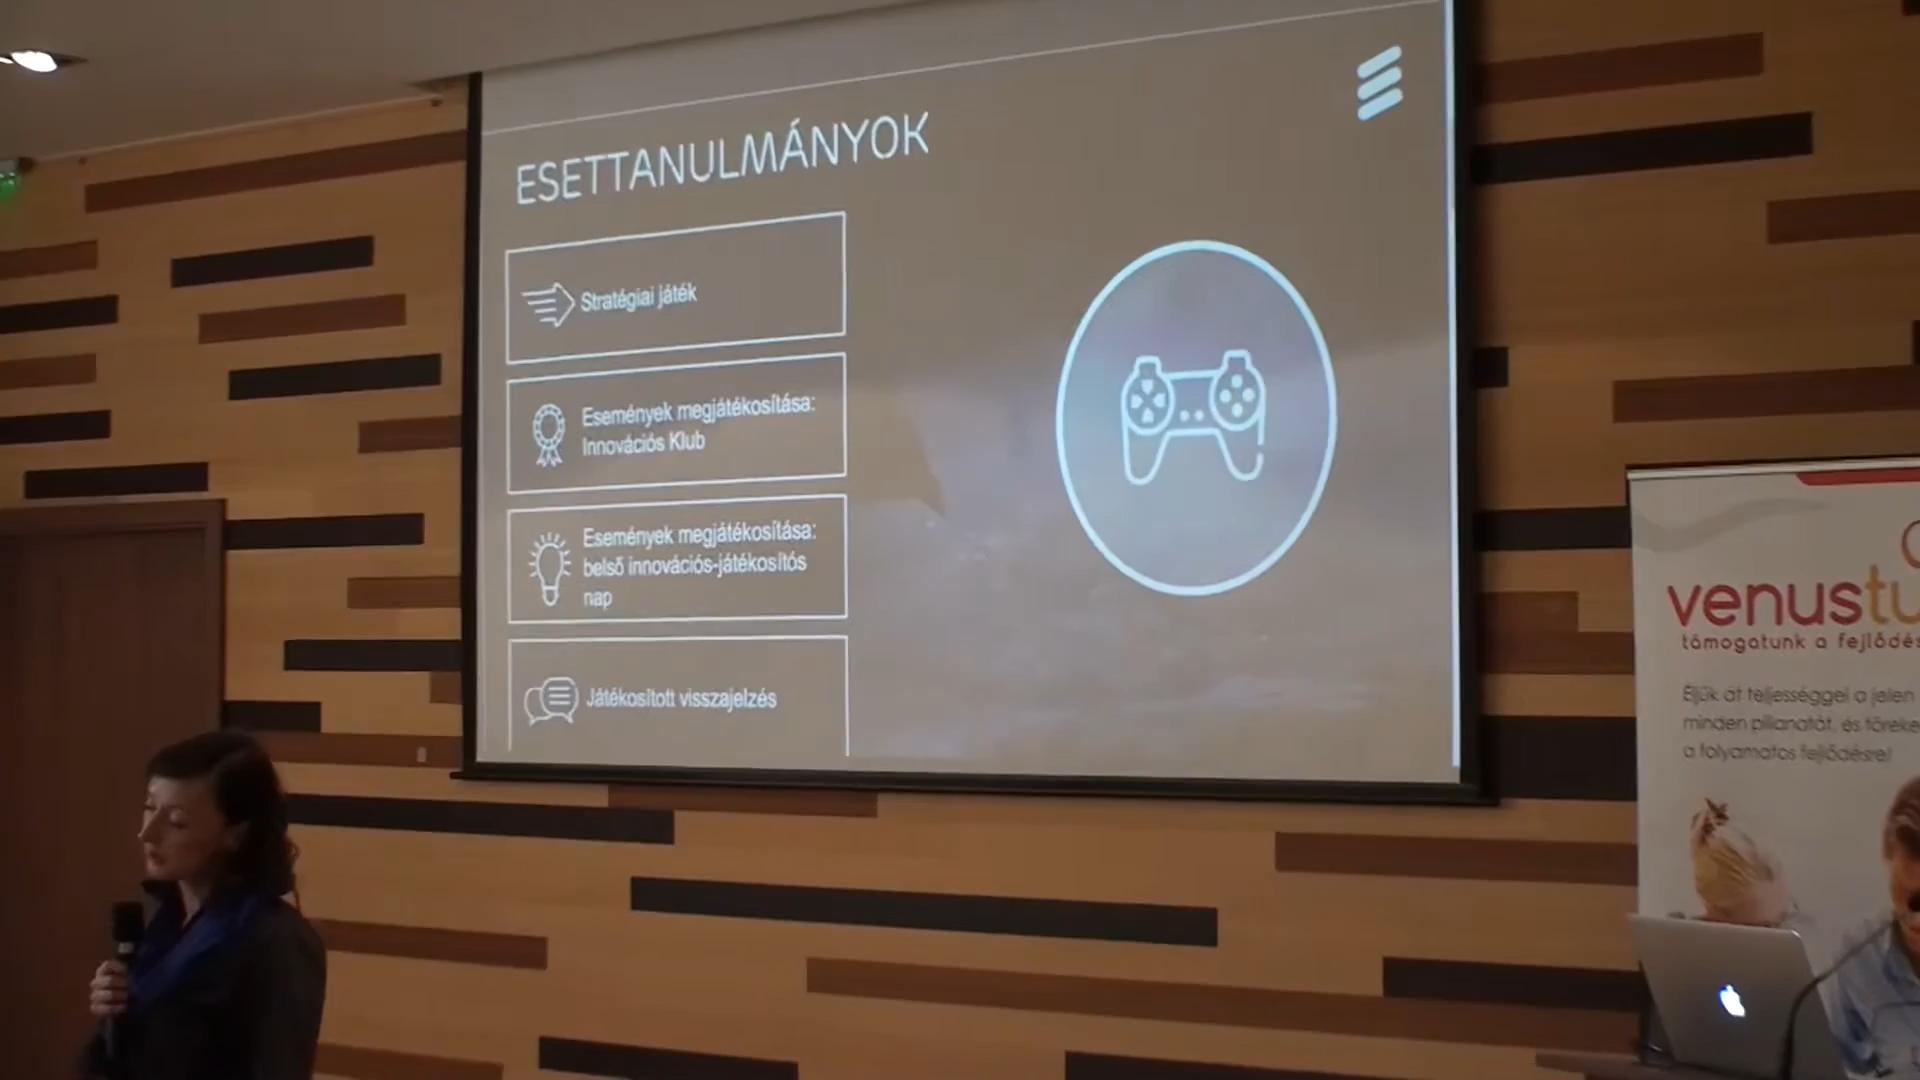 ESETTANULMÁNYOK
Stratégiai játék
Események megjátékosítása:
Innovációs Klub
Események megjátékosítása:
belső innovációs-játékosítós
nap
Játékosított visszajelzés
venustu
támogatunk a fejlődés
Éljük át teljességgel a jelen
minden pillanatát, és töreke
a folyamatos fejlődésre!